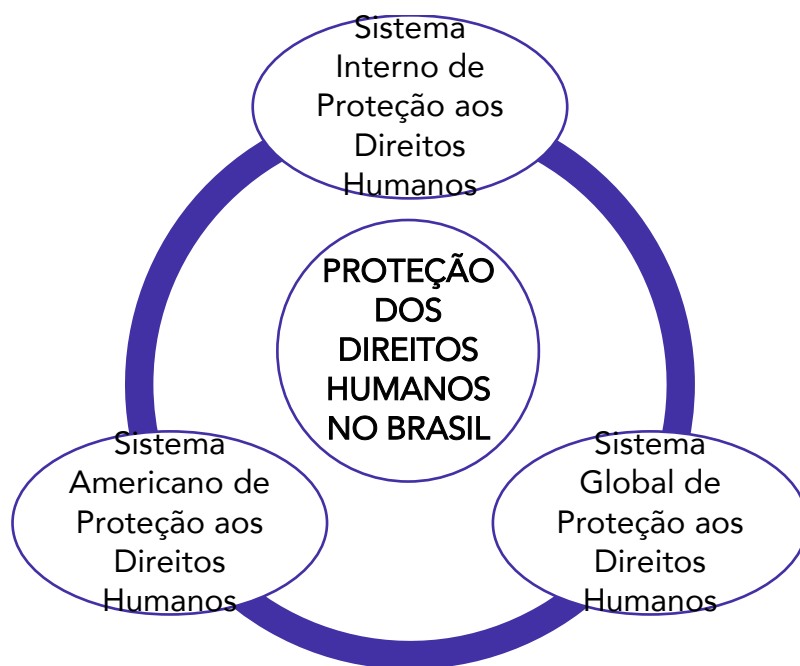 Sistema
Interno de
Proteção aos
Direitos
Humanos
PROTEÇÃO
DOS
DIREITOS
HUMANOS
NO BRASIL
Sistema
Americano de
Proteção aos
Direitos
Humanos
Sistema
Global de
Proteção aos
Direitos
Humanos